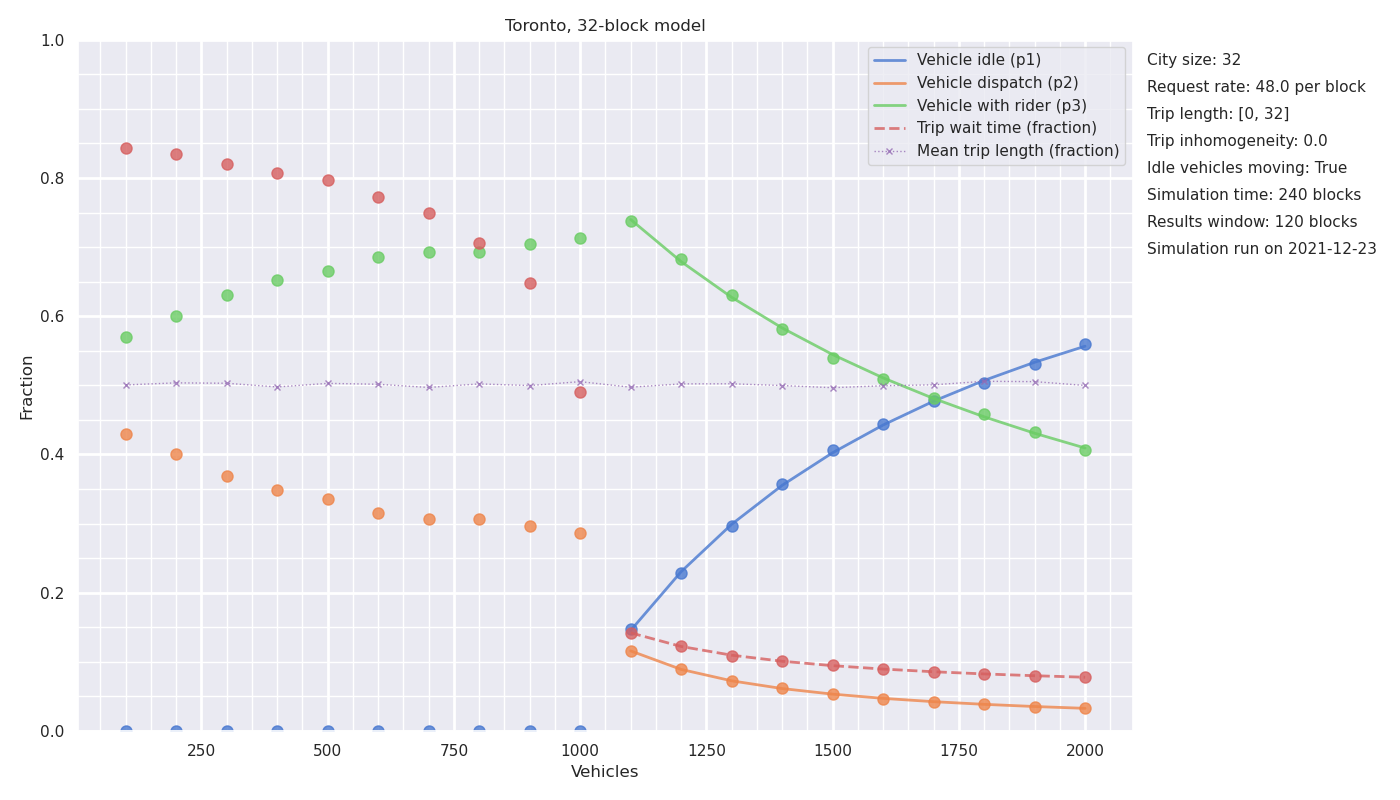 Toronto, 32-block model
1.0
0.8
0.6
0.4
0.2
0.0
Fraction
250
500
750
1000
1250
1500
1750
2000
Vehicles
Vehicle idle (p1)
Vehicle dispatch (p2)
Vehicle with rider (p3)
Trip wait time (fraction)
Mean trip length (fraction)
City size: 32
Request rate: 48.0 per block
Trip length: [0, 32]
Trip inhomogeneity: 0.0
Idle vehicles moving: True
Simulation time: 240 blocks
Results window: 120 blocks
Simulation run on 2021-12-23